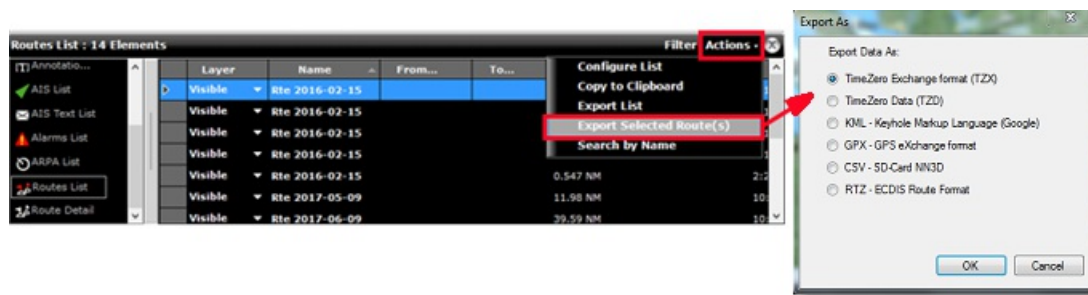 Routes List : 14 Elements
Filter Actions
Annotatio...
AIS List
AIS Text List
Alarms List
ARPA List
Routes List
Route Detail
Layer Name From... To...
Visible Rte 2016-02-15
Visible Rte 2016-02-15
Visible Rte 2016-02-15
Visible Rte 2016-02-15 0.547 NM 2:2
Visible Rte 2017-05-09 11.98 NM 10:
Visible Rte 2017-06-09 39.59 NM 10:
Configure List
Copy to Clipboard
Export List
Export Selected Route(s)
Search by Name
Export As
Export Data As:
TimeZero Exchange format (TZX)
TimeZero Data (TZD)
KML - Keyhole Markup Language (Google)
GPX - GPS eXchange format
CSV - SD-Card NN3D
RTZ - ECDIS Route Format
OK Cancel